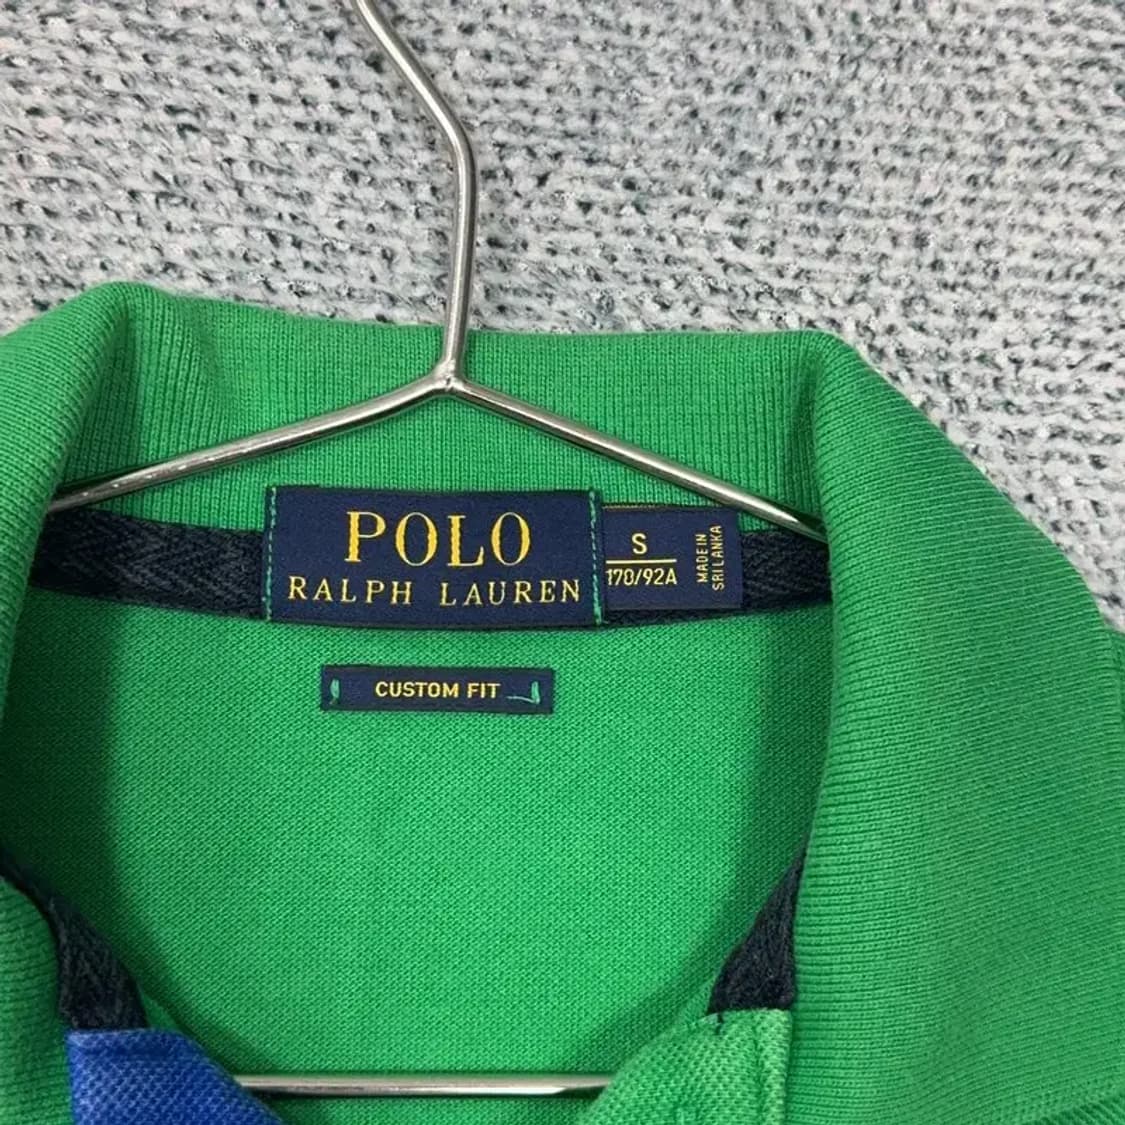 POLO
RALPH LAUREN
S
170/92A
MADE IN
SRI LANKA
CUSTOM FIT